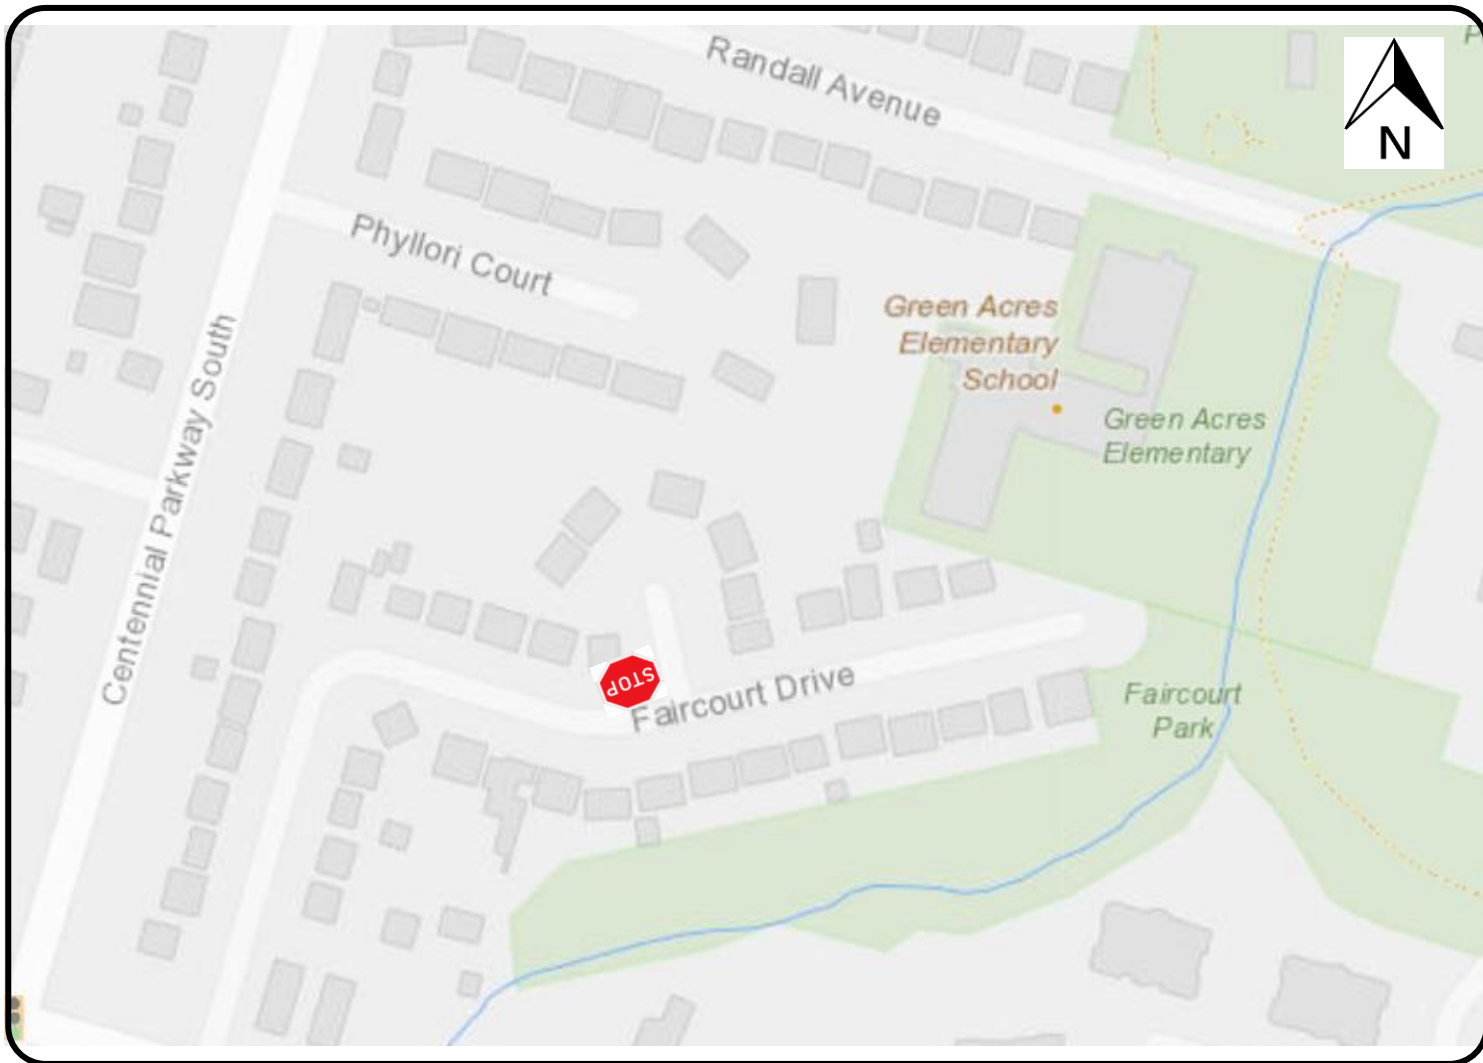 Randall Avenue
N
Phyllori Court
Green Acres
Elementary
School
Green Acres
Elementary
Centennial Parkway South
STOP
Faircourt Drive
Faircourt
Park